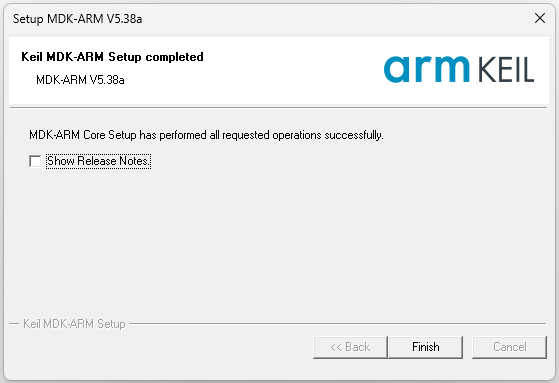 Setup MDK-ARM V5.38a
Keil MDK-ARM Setup completed
MDK-ARM V5.38a
arm KEIL
MDK-ARM Core Setup has performed all requested operations successfully.
Show Release Notes.
Keil MDK-ARM Setup
<< Back
Finish
Cancel